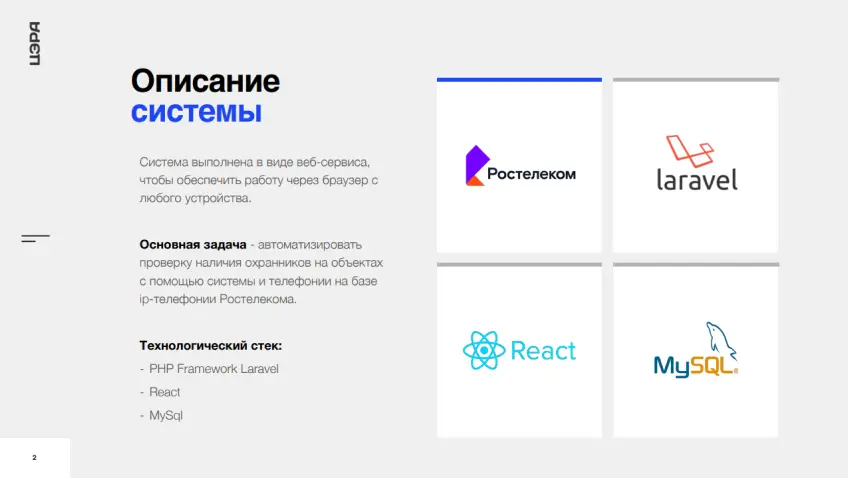 ЦЭРА
Описание
системы
Система выполнена в виде веб-сервиса,
чтобы обеспечить работу через браузер с
любого устройства.
Основная задача - автоматизировать
проверку наличия охранников на объектах
с помощью системы и телефонии на базе
ip-телефонии Ростелекома.
Технологический стек:
- PHP Framework Laravel
- React
- MySql
Ростелеком
laravel
React
MySQL®
2